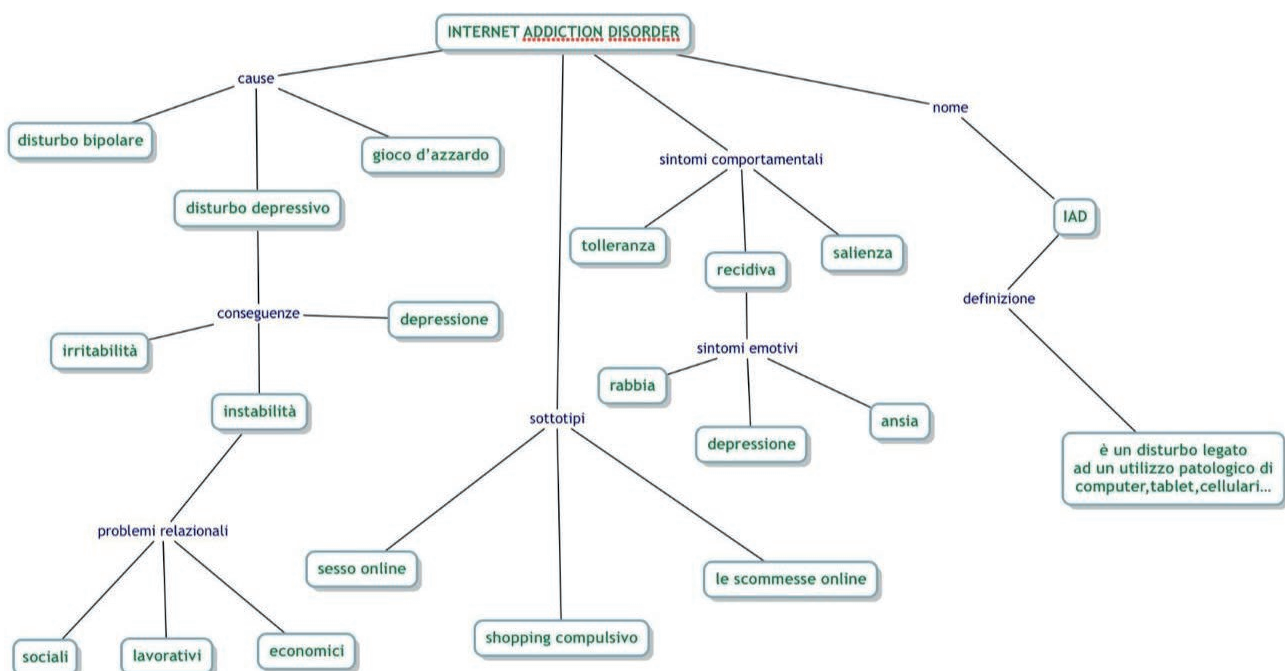 INTERNET ADDICTION DISORDER
cause
disturbo bipolare
gioco d'azzardo
disturbo depressivo
conseguenze
irritabilità
depressione
instabilità
problemi relazionali
sociali
lavorativi
economici
sottotipi
sesso online
shopping compulsivo
le scommesse online
sintomi comportamentali
tolleranza
recidiva
salienza
sintomi emotivi
rabbia
depressione
ansia
nome
IAD
definizione
è un disturbo legato
ad un utilizzo patologico di
computer,tablet,cellulari...